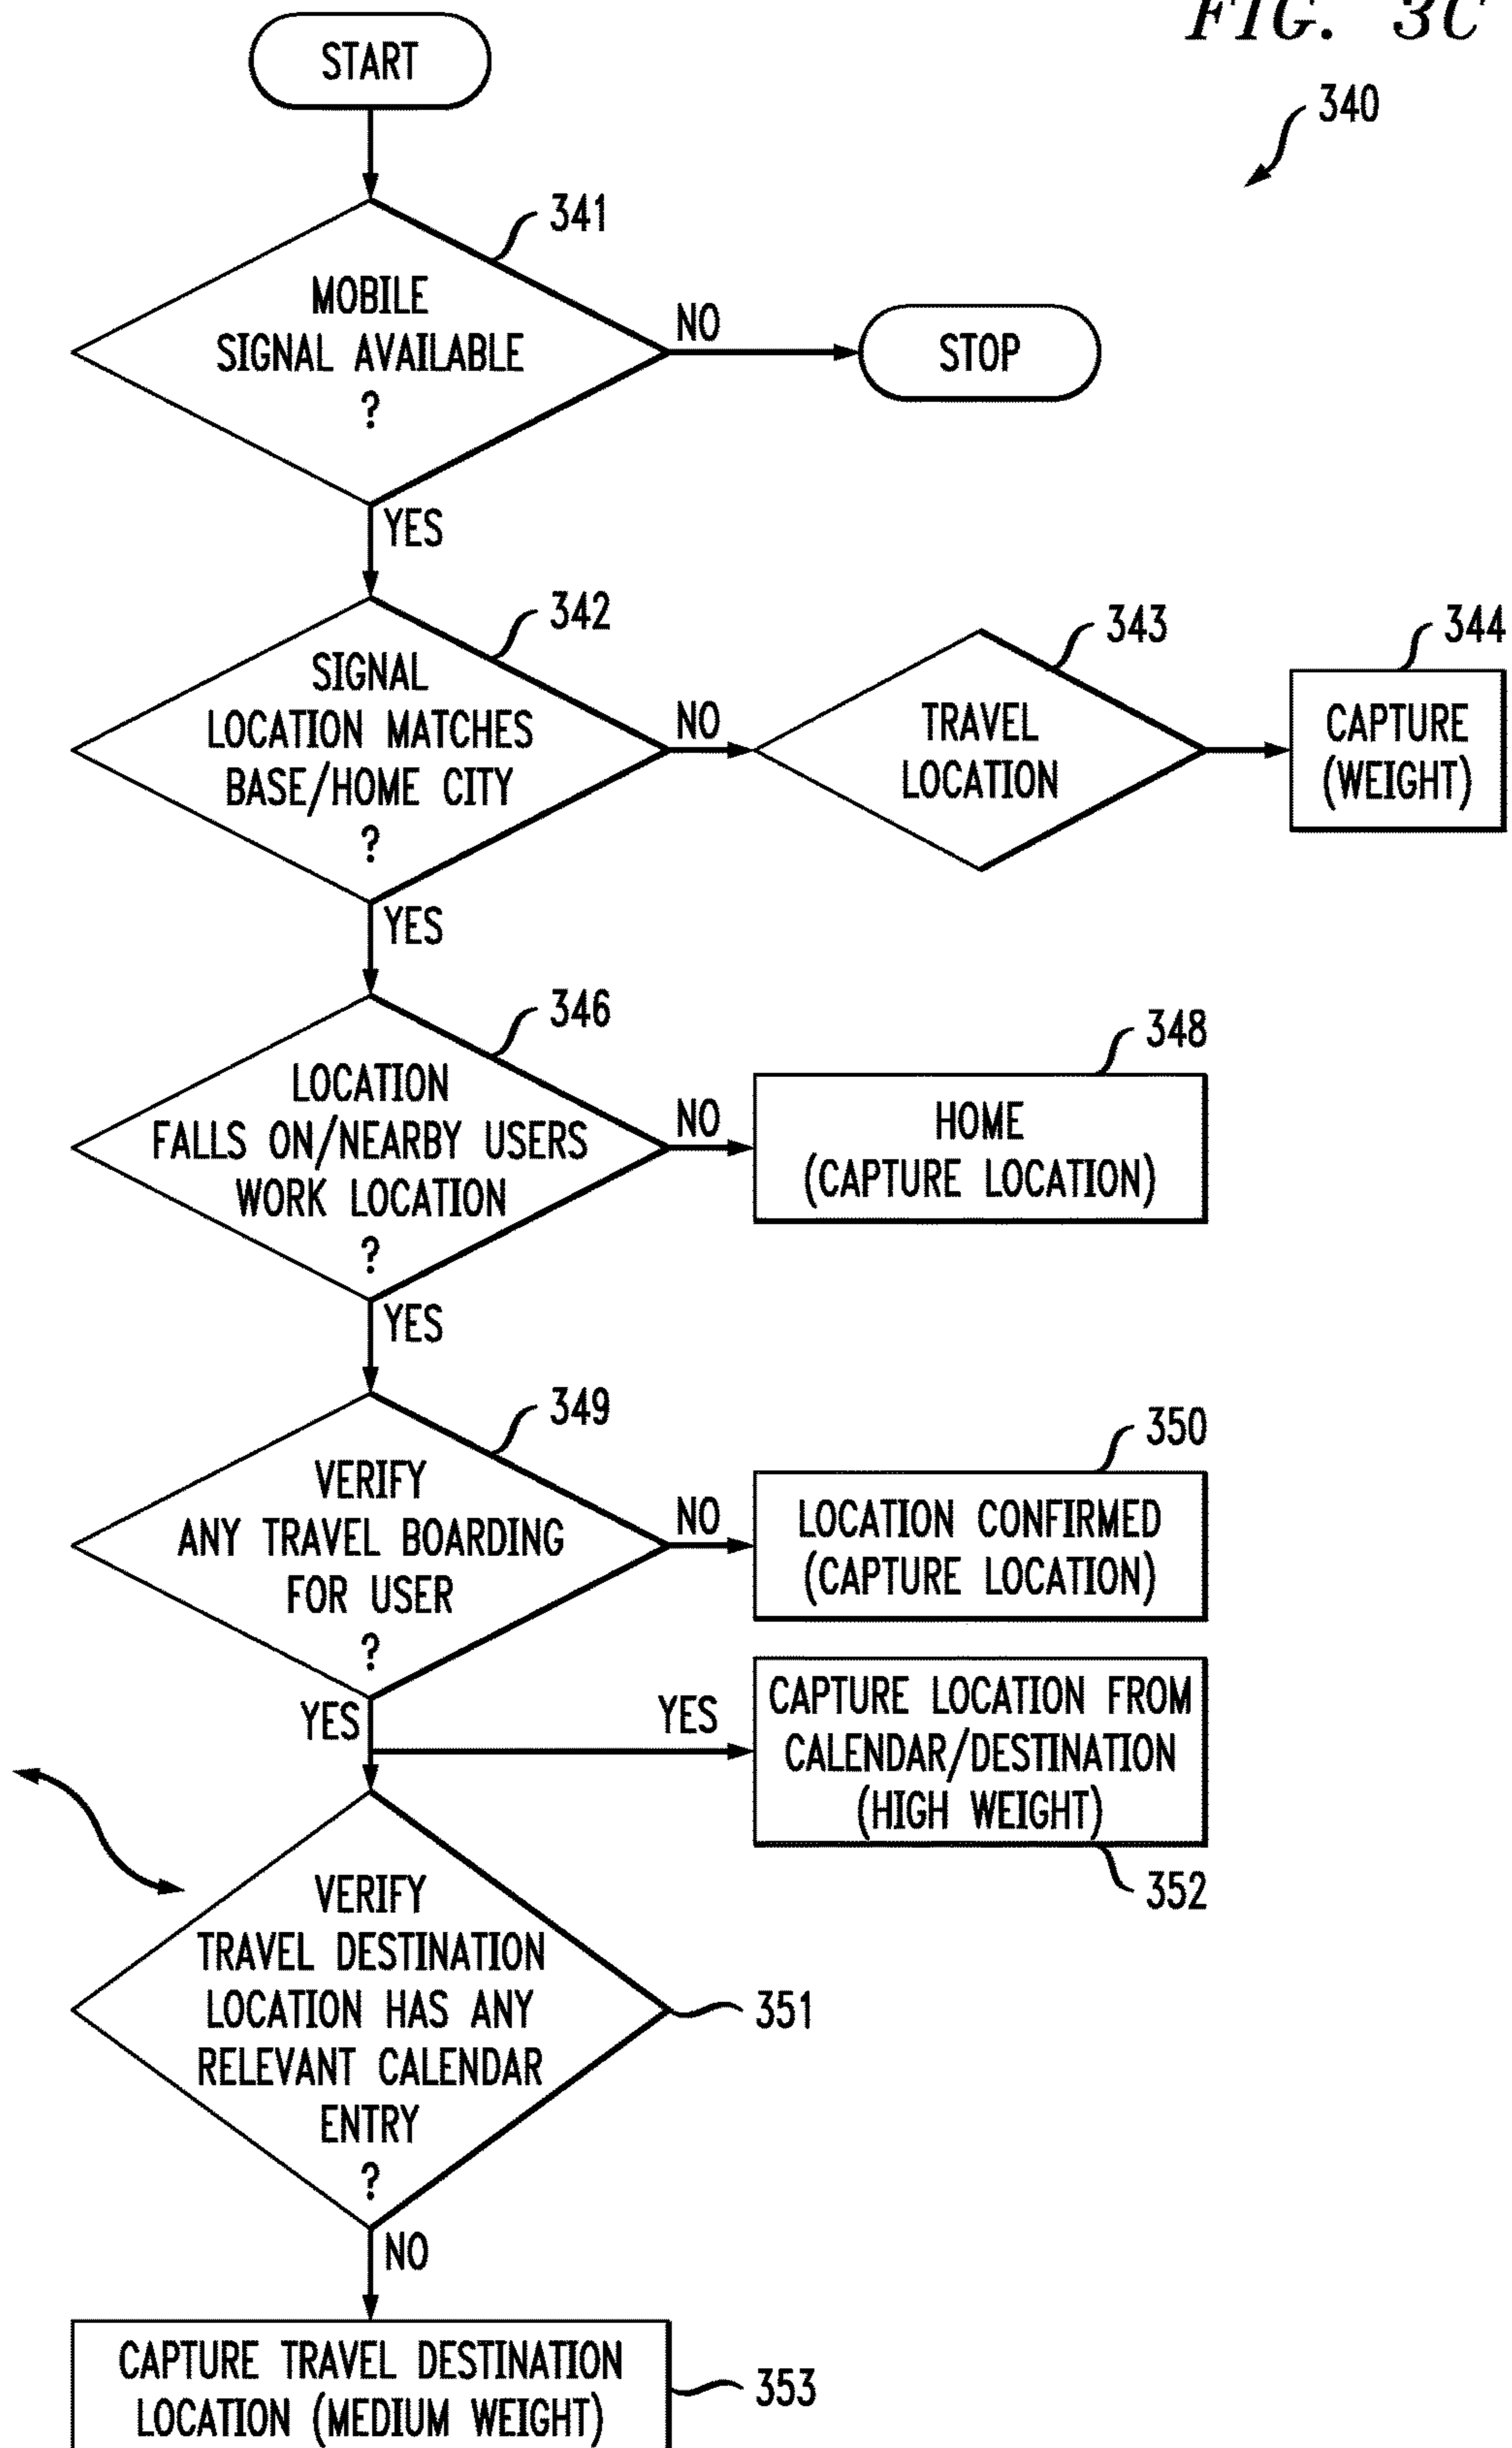 FIG. 3C
START
340
341
MOBILE
SIGNAL AVAILABLE
?
NO
STOP
YES
342
SIGNAL
LOCATION MATCHES
BASE/HOME CITY
?
NO
343
TRAVEL
LOCATION
344
CAPTURE
(WEIGHT)
YES
346
LOCATION
FALLS ON/NEARBY USERS
WORK LOCATION
?
NO
348
HOME
(CAPTURE LOCATION)
YES
349
VERIFY
ANY TRAVEL BOARDING
FOR USER
?
NO
350
LOCATION CONFIRMED
(CAPTURE LOCATION)
YES
YES
CAPTURE LOCATION FROM
CALENDAR/DESTINATION
(HIGH WEIGHT)
352
VERIFY
TRAVEL DESTINATION
LOCATION HAS ANY
RELEVANT CALENDAR
ENTRY
?
351
NO
CAPTURE TRAVEL DESTINATION
LOCATION (MEDIUM WEIGHT)
353